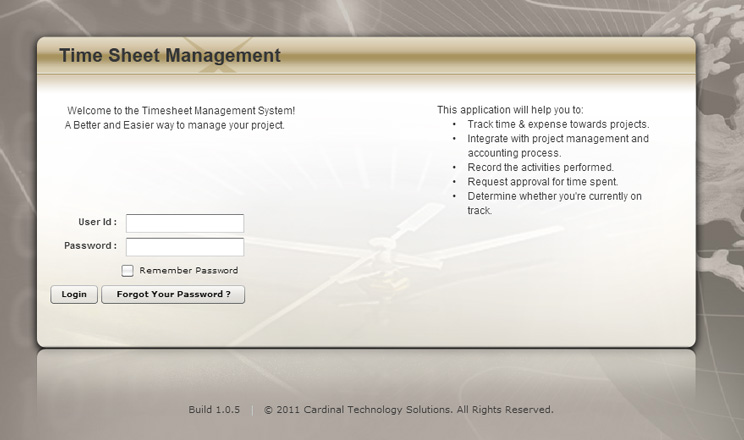 Time Sheet Management
Welcome to the Timesheet Management System!
A Better and Easier way to manage your project.
This application will help you to:
• Track time & expense towards projects.
• Integrate with project management and
accounting process.
• Record the activities performed.
• Request approval for time spent.
• Determine whether you're currently on
track.
User Id :
Password :
Remember Password
Login
Forgot Your Password ?
Build 1.0.5 | © 2011 Cardinal Technology Solutions. All Rights Reserved.